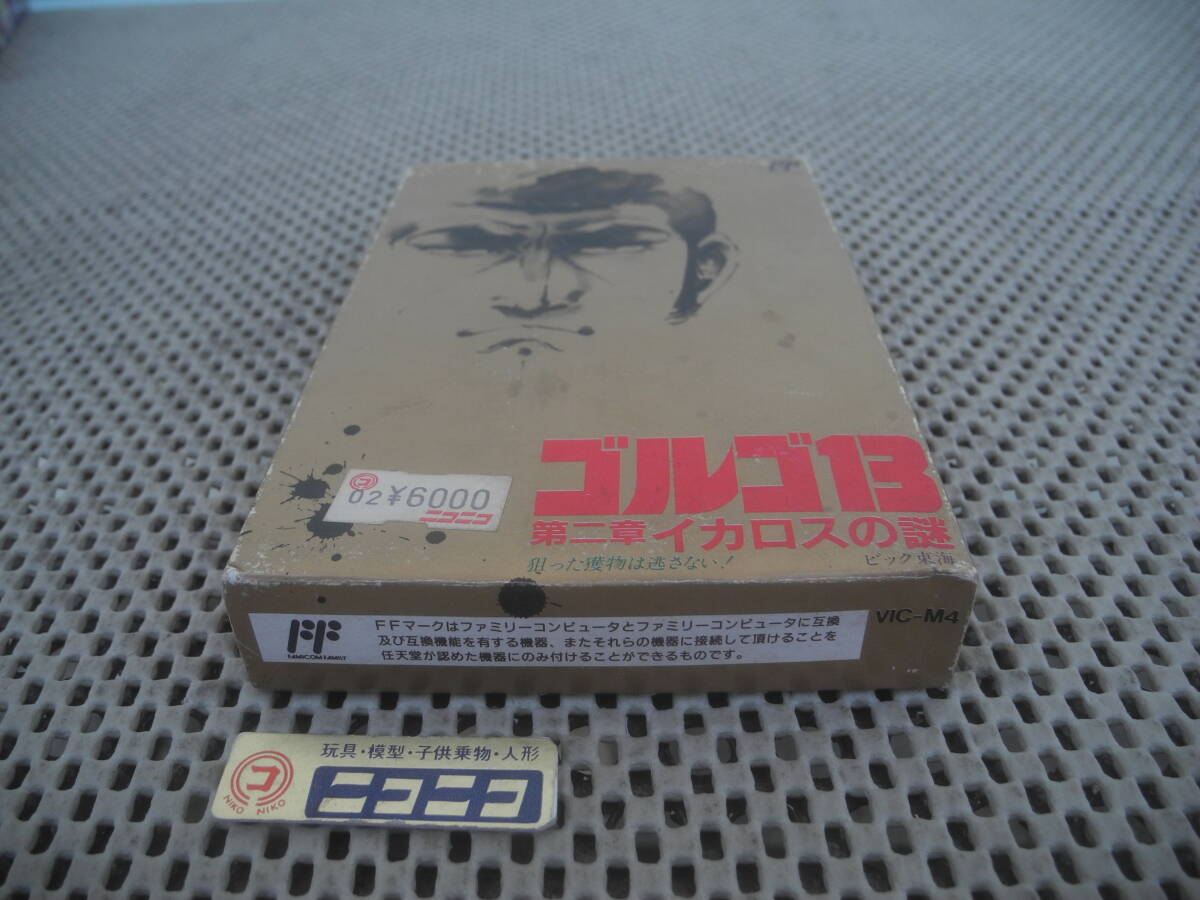 ゴルゴ13
コ
02¥6000
ニコニコ
第二章イカロスの謎
狙った獲物は逃さない!
ビック東海
FF
FFマークはファミリーコンピュータとファミリーコンピュータに互換
及び互換機能を有する機器、またそれらの機器に接続して頂けることを
任天堂が認めた機器にのみ付けることができるものです。
VIC-M4
玩具・模型・子供乗物・人形
コ
NIKO NIKO
ニコニコ